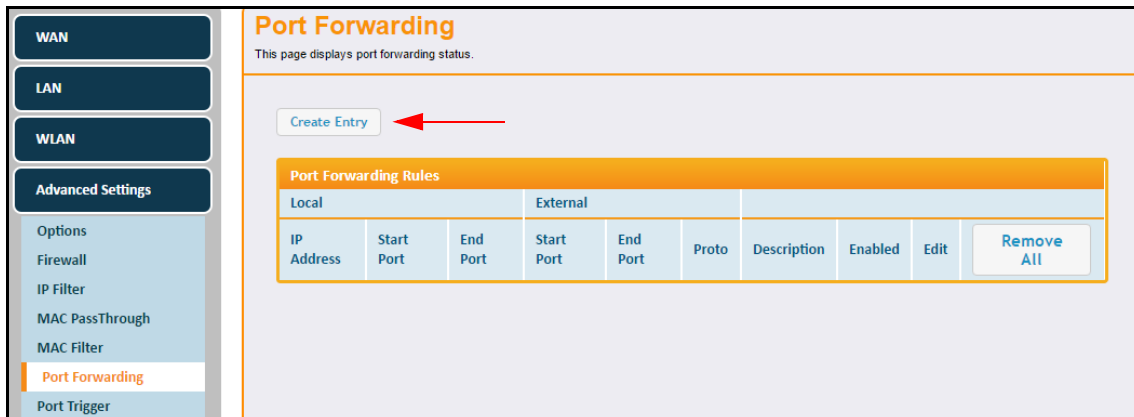 WAN
LAN
WLAN
Advanced Settings
Options
Firewall
IP Filter
MAC PassThrough
MAC Filter
Port Forwarding
Port Trigger
Port Forwarding
This page displays port forwarding status.
Create Entry
Port Forwarding Rules
Local External
IP Address Start Port End Port Start Port End Port Proto Description Enabled Edit Remove All